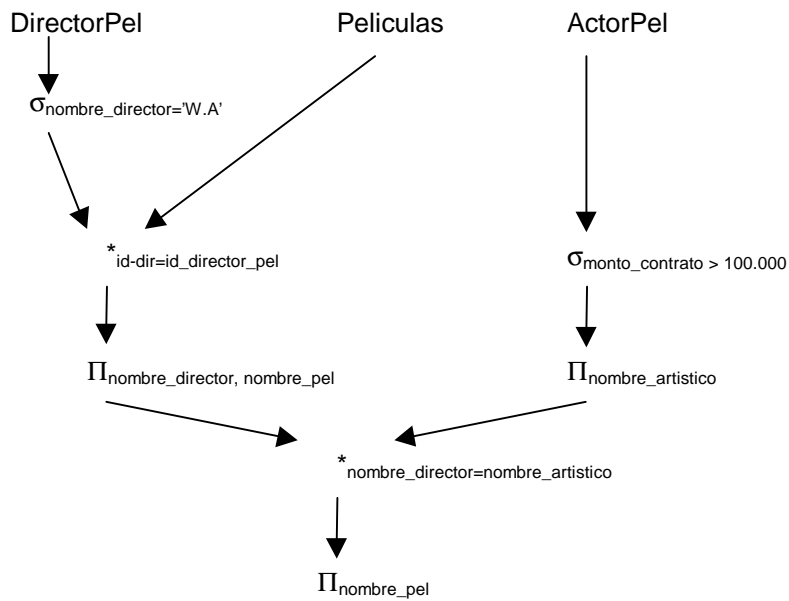 DirectorPel Peliculas ActorPel
σnombre_director='W.A'
*id-dir=id_director_pel
σmonto_contrato > 100.000
Πnombre_director, nombre_pel
Πnombre_artistico
*nombre_director=nombre_artistico
Πnombre_pel